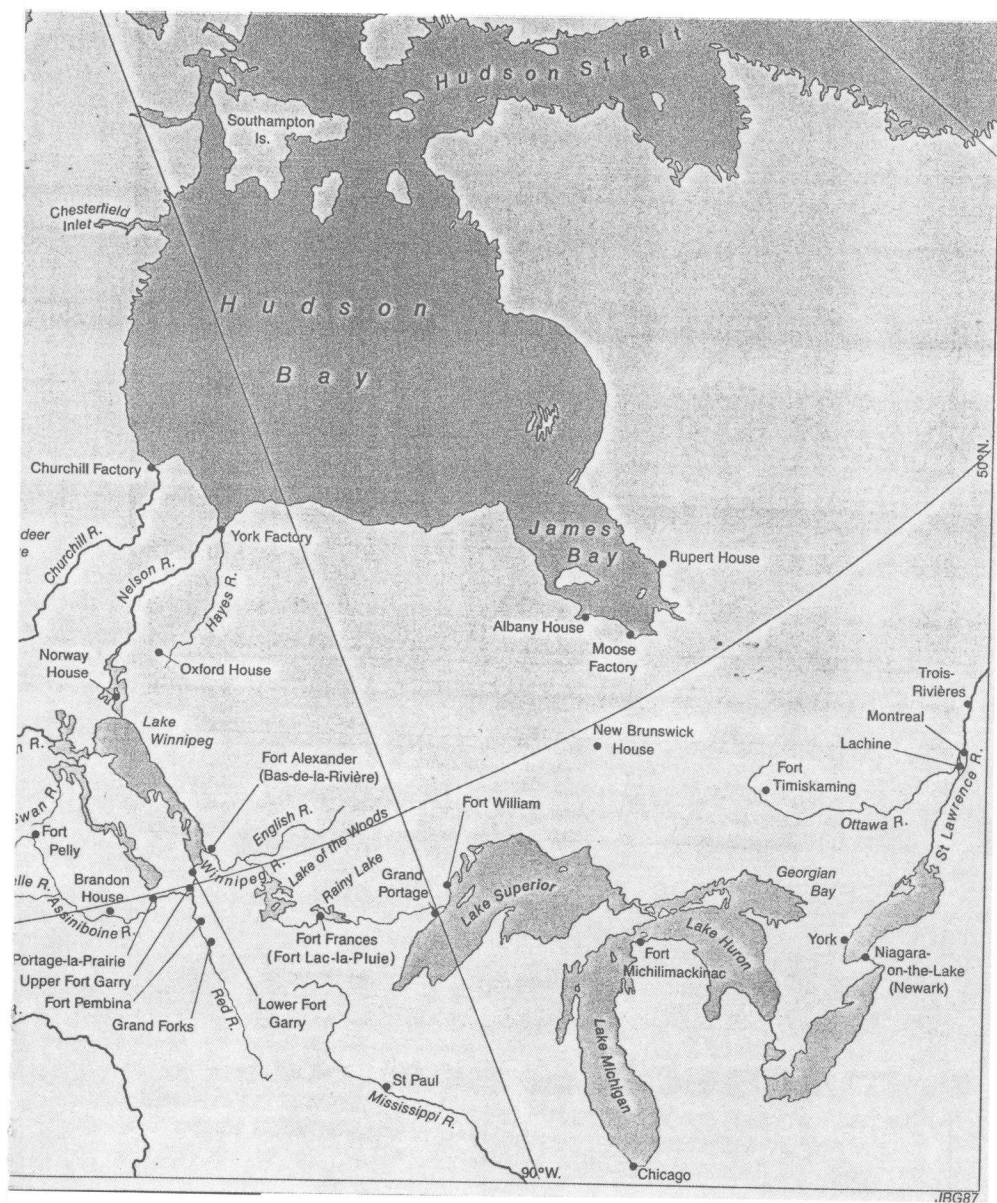 Hudson Strait
Southampton
Is.
Chesterfield
Inlet
Hudson
Bay
Churchill Factory
50°N.
deer
re
Churchill R.
York Factory
James
Bay
Rupert House
Nelson R.
Hayes R.
Albany House
Moose
Factory
Norway
House
Oxford House
Trois-
Rivières
Montreal
Lake
Winnipeg
New Brunswick
House
Lachine
n R.
Fort Alexander
(Bas-de-la-Rivière)
Fort
Timiskaming
Swan R.
English R.
Fort William
Ottawa R.
St Lawrence R.
Fort
Pelly
Winnipeg R.
Lake of the Woods
Rainy Lake
Grand
Portage
Lake Superior
Georgian
Bay
elle R.
Brandon
House
Assiniboine R.
Lake Huron
York
Fort Frances
(Fort Lac-la-Pluie)
Fort
Michilimackinac
Niagara-
on-the-Lake
(Newark)
Portage-la-Prairie
Upper Fort Garry
Fort Pembina
Grand Forks
Red R.
Lower Fort
Garry
R.
Lake Michigan
St Paul
Mississippi R.
90°W.
Chicago
JBG87